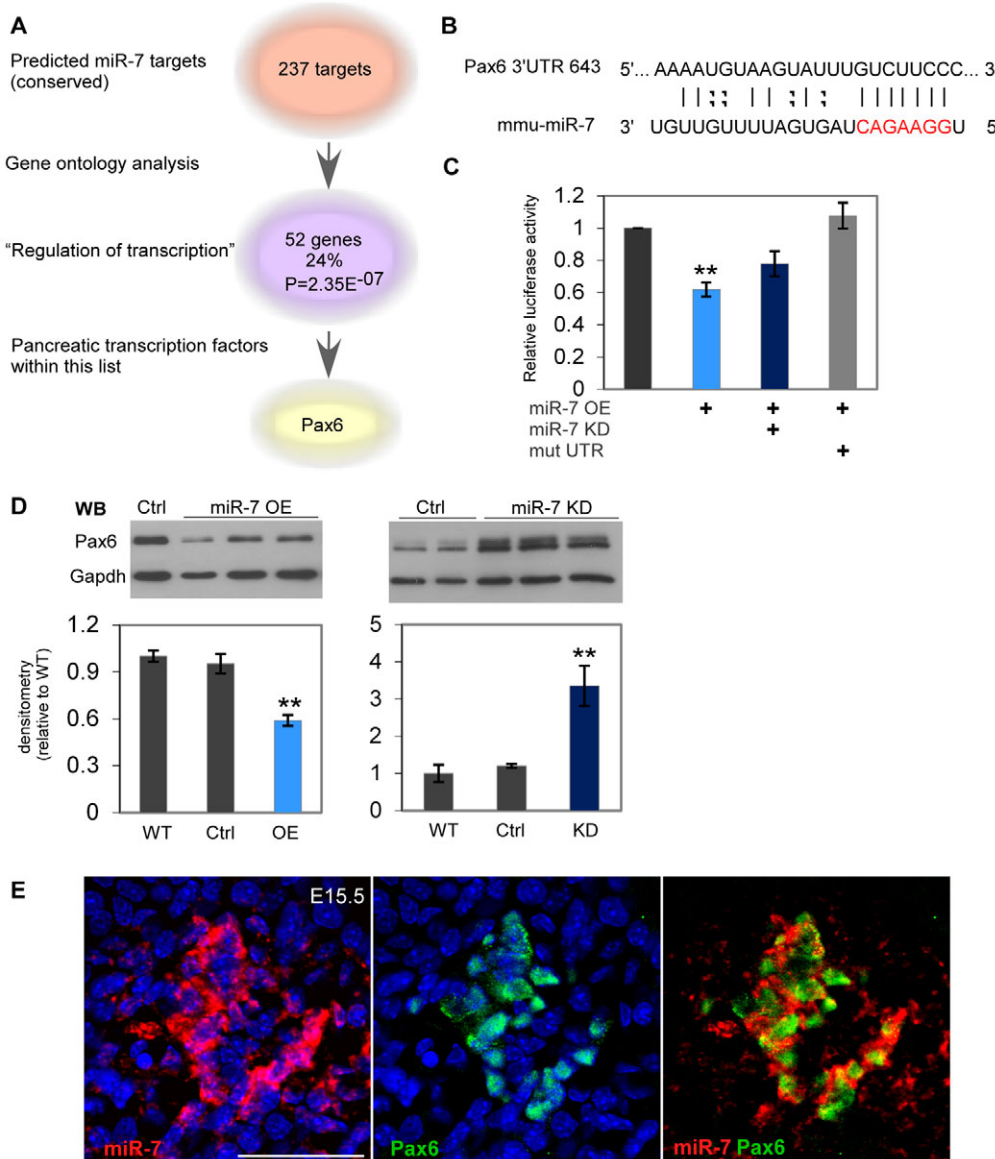 A
Predicted miR-7 targets
(conserved)
237 targets
Gene ontology analysis
“Regulation of transcription”
52 genes
24%
P=2.35E-07
Pancreatic transcription factors
within this list
Pax6
B
Pax6 3'UTR 643 5'... AAAAUGUAAGUAUUUGUCUUCCC... 3
mmu-miR-7 3' UGUUGUUUUAGUGAUCAGAAGGU 5
C
Relative luciferase activity
1.2
1
0.8
0.6
0.4
0.2
0
**
miR-7 OE + + +
miR-7 KD +
mut UTR +
D
WB Ctrl miR-7 OE
Pax6
Gapdh
Ctrl miR-7 KD
densitometry
(relative to WT)
1.2
0.9
0.6
0.3
0
**
WT Ctrl OE
5
4
3
2
1
0
**
WT Ctrl KD
E
E15.5
miR-7
Pax6
miR-7 Pax6